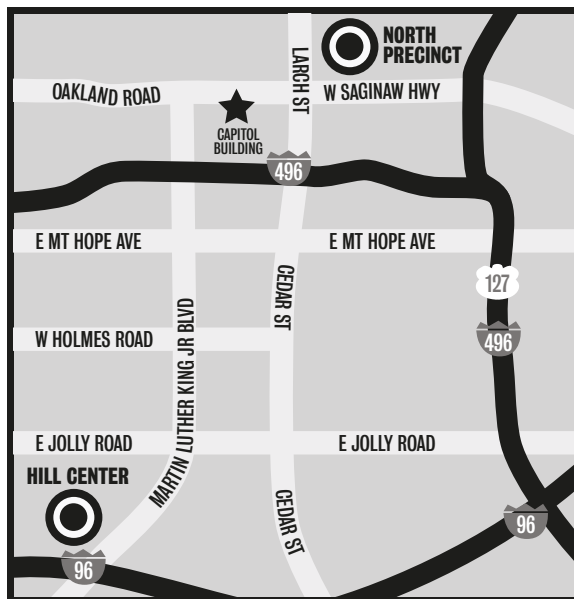 NORTH
PRECINCT
LARCH ST
OAKLAND ROAD
W SAGINAW HWY
CAPITOL
BUILDING
496
E MT HOPE AVE
E MT HOPE AVE
127
CEDAR ST
W HOLMES ROAD
MARTIN LUTHER KING JR BLVD
496
E JOLLY ROAD
E JOLLY ROAD
HILL CENTER
CEDAR ST
96
96